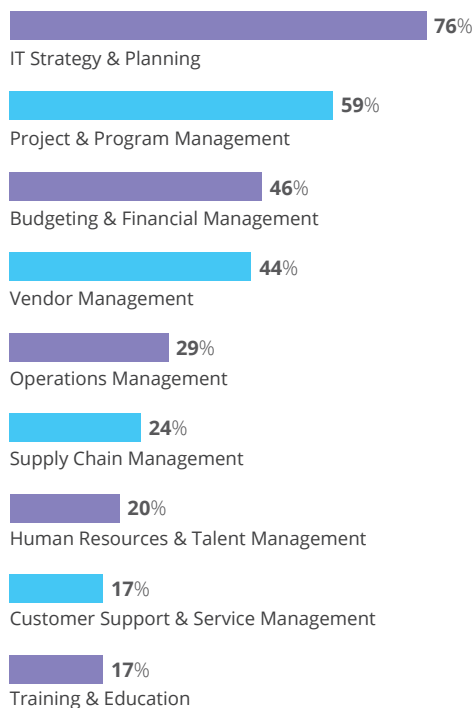 76%
IT Strategy & Planning
59%
Project & Program Management
46%
Budgeting & Financial Management
44%
Vendor Management
29%
Operations Management
24%
Supply Chain Management
20%
Human Resources & Talent Management
17%
Customer Support & Service Management
17%
Training & Education